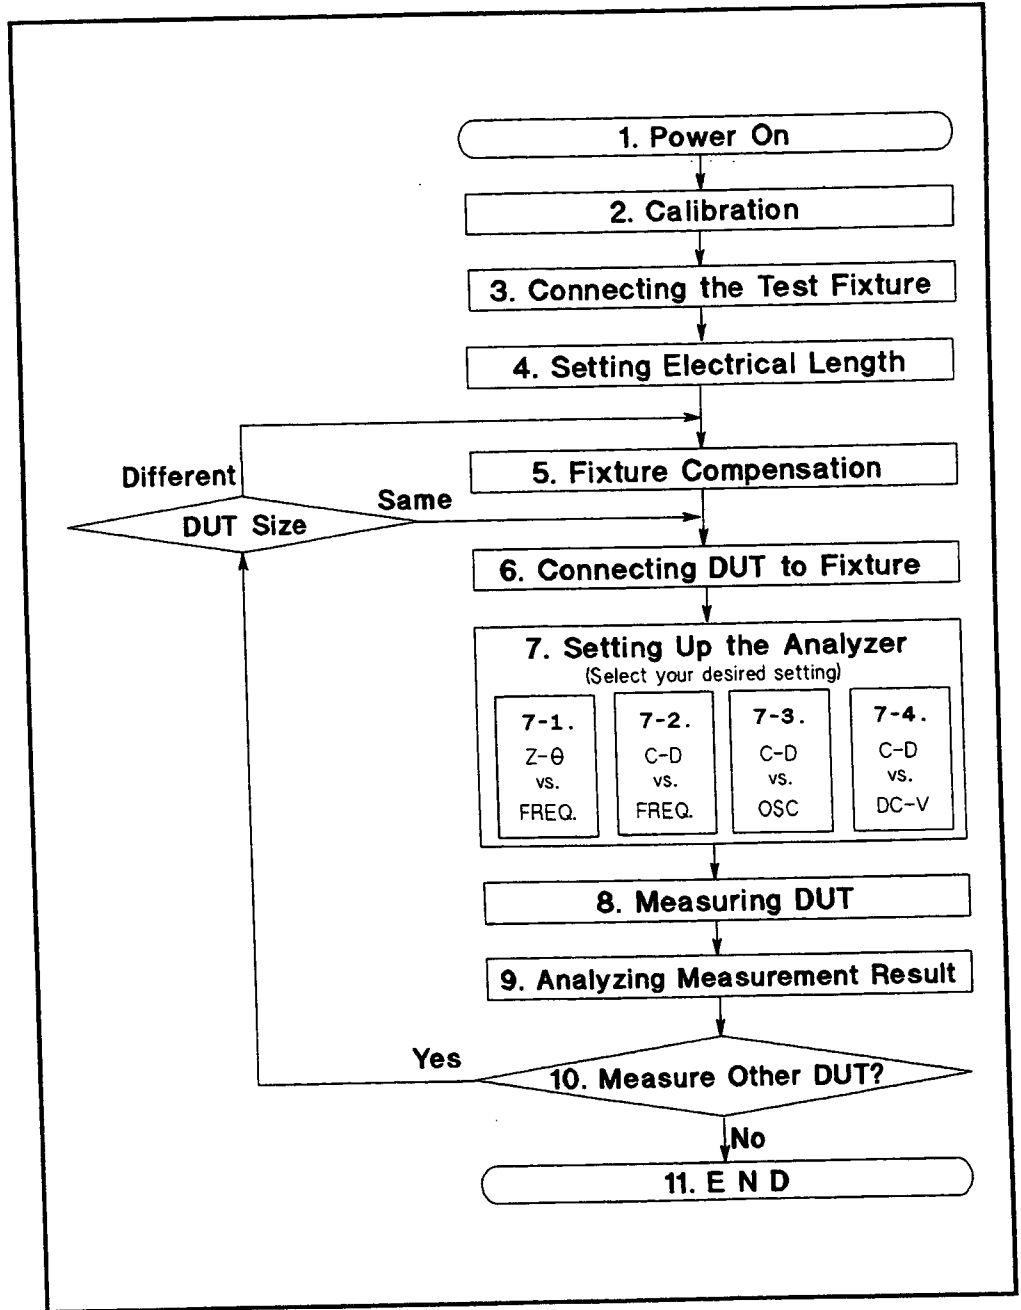 1. Power On
2. Calibration
3. Connecting the Test Fixture
4. Setting Electrical Length
Different
5. Fixture Compensation
Same
DUT Size
6. Connecting DUT to Fixture
7. Setting Up the Analyzer
(Select your desired setting)
7-1.
Z-θ
vs.
FREQ.
7-2.
C-D
vs.
FREQ.
7-3.
C-D
vs.
OSC
7-4.
C-D
vs.
DC-V
8. Measuring DUT
9. Analyzing Measurement Result
Yes
10. Measure Other DUT?
No
11. E N D